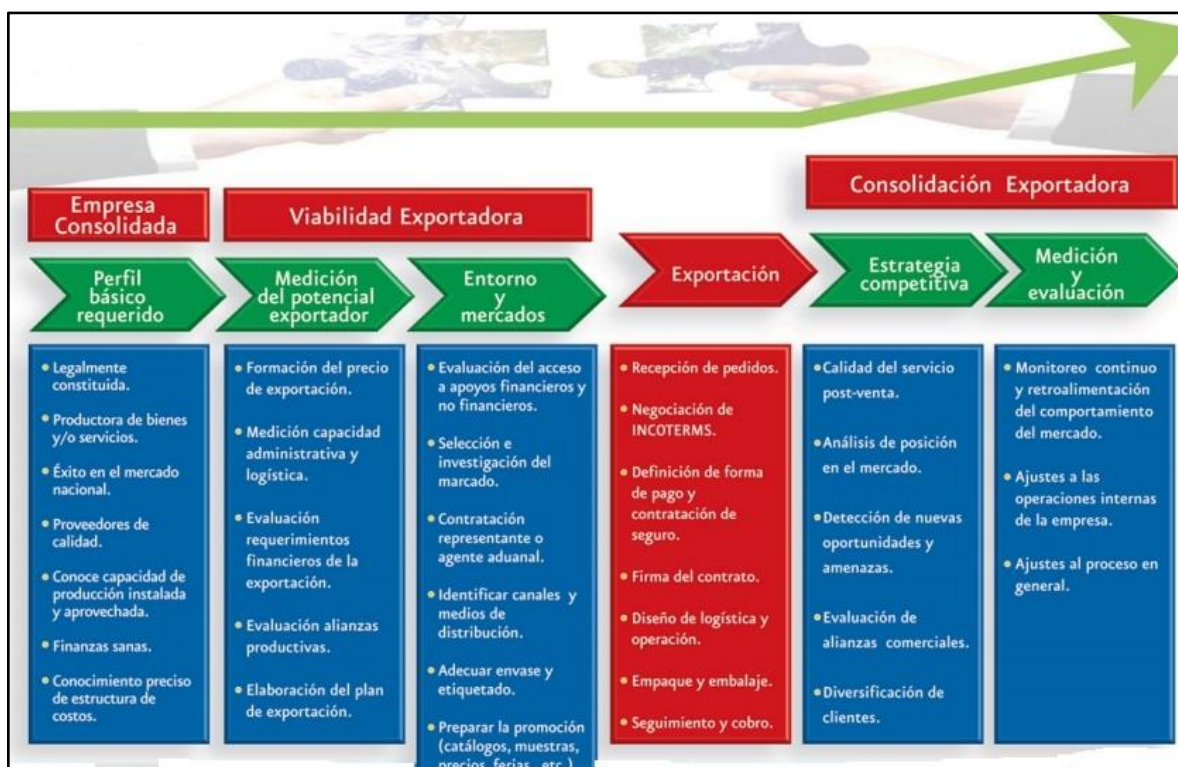 Empresa
Consolidada
Viabilidad Exportadora
Consolidación Exportadora
Perfil
básico
requerido
Medición
del potencial
exportador
Entorno
y
mercados
Exportación
Estrategia
competitiva
Medición
y
evaluación
Legalmente
constituida.
Productora de bienes
y/o servicios.
Éxito en el mercado
nacional.
Proveedores de
calidad.
Conoce capacidad de
producción instalada
y aprovechada.
Finanzas sanas.
Conocimiento preciso
de estructura de
costos.
Formación del precio
de exportación.
Medición capacidad
administrativa y
logística.
Evaluación
requerimientos
financieros de la
exportación.
Evaluación alianzas
productivas.
Elaboración del plan
de exportación.
Evaluación del acceso
a apoyos financieros y
no financieros.
Selección e
investigación del
marcado.
Contratación
representante o
agente aduanal.
Identificar canales y
medios de
distribución.
Adecuar envase y
etiquetado.
Preparar la promoción
(catálogos, muestras,
precios, ferias, etc.)
Recepción de pedidos.
Negociación de
INCOTERMS.
Definición de forma
de pago y
contratación de
seguro.
Firma del contrato.
Diseño de logística y
operación.
Empaque y embalaje.
Seguimiento y cobro.
Calidad del servicio
post-venta.
Análisis de posición
en el mercado.
Detección de nuevas
oportunidades y
amenazas.
Evaluación de
alianzas comerciales.
Diversificación de
clientes.
Monitoreo continuo
y retroalimentación
del comportamiento
del mercado.
Ajustes a las
operaciones internas
de la empresa.
Ajustes al proceso en
general.